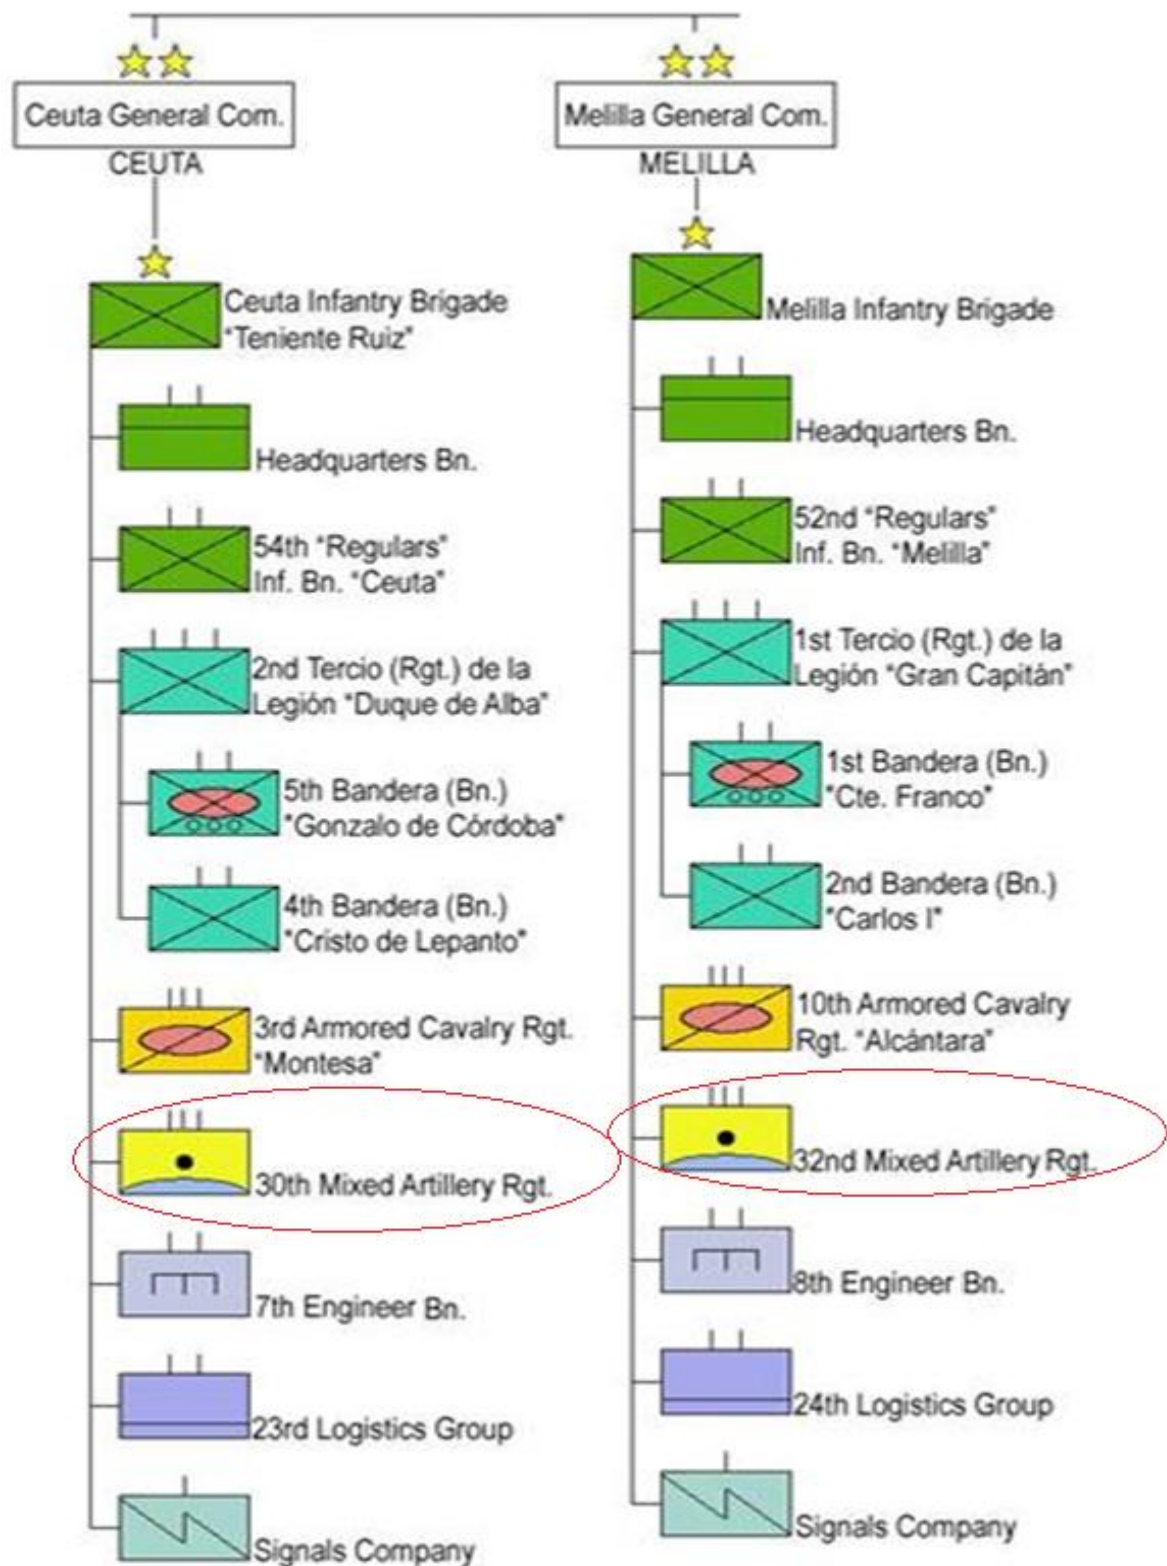 Ceuta General Com.
CEUTA
Ceuta Infantry Brigade
"Teniente Ruiz"
Headquarters Bn.
54th "Regulars"
Inf. Bn. "Ceuta"
2nd Tercio (Rgt.) de la
Legión "Duque de Alba"
5th Bandera (Bn.)
"Gonzalo de Córdoba"
4th Bandera (Bn.)
"Cristo de Lepanto"
3rd Armored Cavalry Rgt.
"Montesa"
30th Mixed Artillery Rgt.
7th Engineer Bn.
23rd Logistics Group
Signals Company
Melilla General Com.
MELILLA
Melilla Infantry Brigade
Headquarters Bn.
52nd "Regulars"
Inf. Bn. "Melilla"
1st Tercio (Rgt.) de la
Legión "Gran Capitán"
1st Bandera (Bn.)
"Cte. Franco"
2nd Bandera (Bn.)
"Carlos I"
10th Armored Cavalry
Rgt. "Alcántara"
32nd Mixed Artillery Rgt.
8th Engineer Bn.
24th Logistics Group
Signals Company